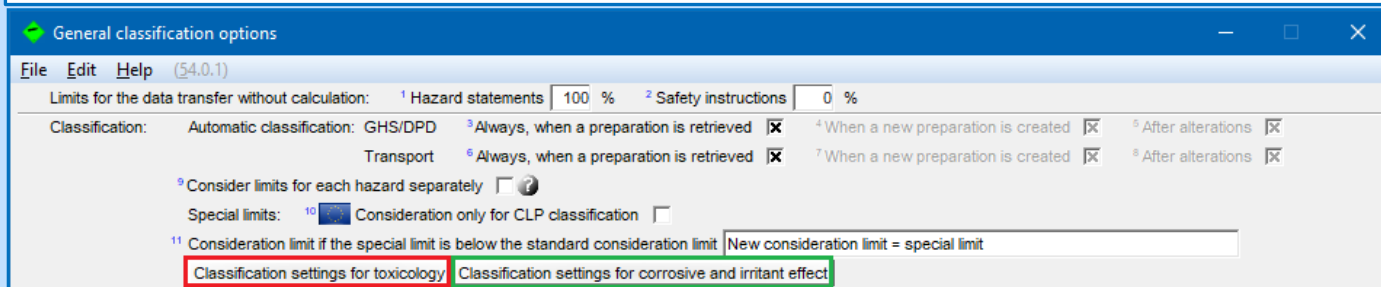 General classification options
File Edit Help (54.0.1)
Limits for the data transfer without calculation: 1 Hazard statements 100 % 2 Safety instructions 0 %
Classification: Automatic classification: GHS/DPD 3 Always, when a preparation is retrieved 4 When a new preparation is created 5 After alterations
Transport 6 Always, when a preparation is retrieved 7 When a new preparation is created 8 After alterations
9 Consider limits for each hazard separately ?
Special limits: 10 Consideration only for CLP classification
11 Consideration limit if the special limit is below the standard consideration limit New consideration limit = special limit
Classification settings for toxicology Classification settings for corrosive and irritant effect